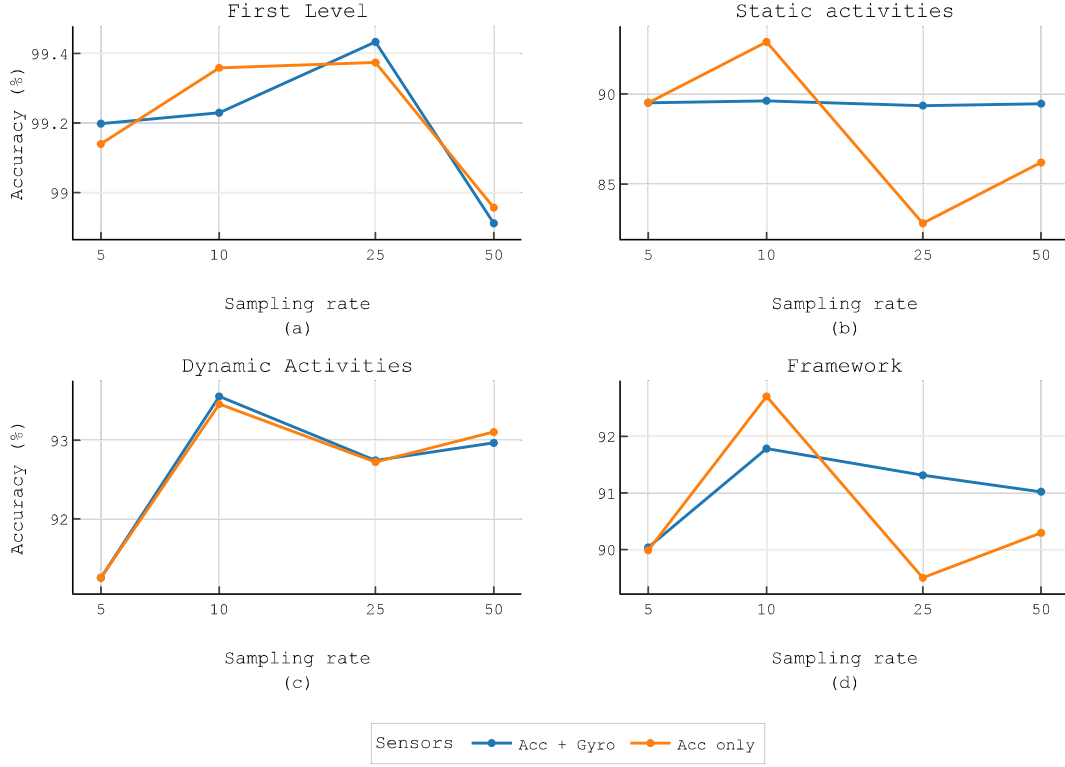 First Level
Accuracy (%)
99.4
99.2
99
5 10 25 50
Sampling rate
(a)
Static activities
90
85
5 10 25 50
Sampling rate
(b)
Dynamic Activities
Accuracy (%)
93
92
5 10 25 50
Sampling rate
(c)
Framework
92
91
90
5 10 25 50
Sampling rate
(d)
Sensors Acc + Gyro Acc only